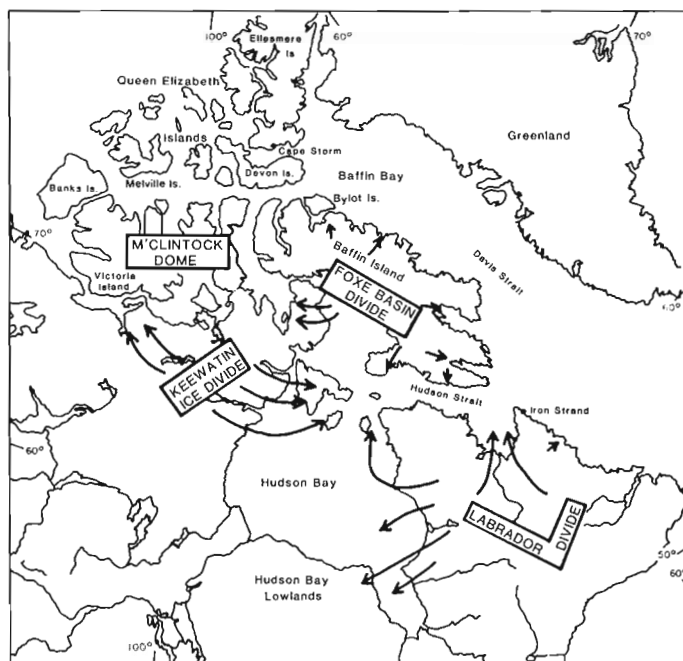 100°
60°
70°
Ellesmere
Is
Queen Elizabeth
Islands
Greenland
Cape Storm
Devon Is.
Baffin Bay
Banks Is.
Melville Is.
Bylot Is.
70°
M'CLINTOCK
DOME
Baffin Island
Davis Strait
Victoria
Island
FOXE BASIN
DIVIDE
60°
KEEWATIN
ICE DIVIDE
Hudson Strait
Iron Strand
60°
Hudson Bay
LABRADOR
DIVIDE
50°
60°
Hudson Bay
Lowlands
100°